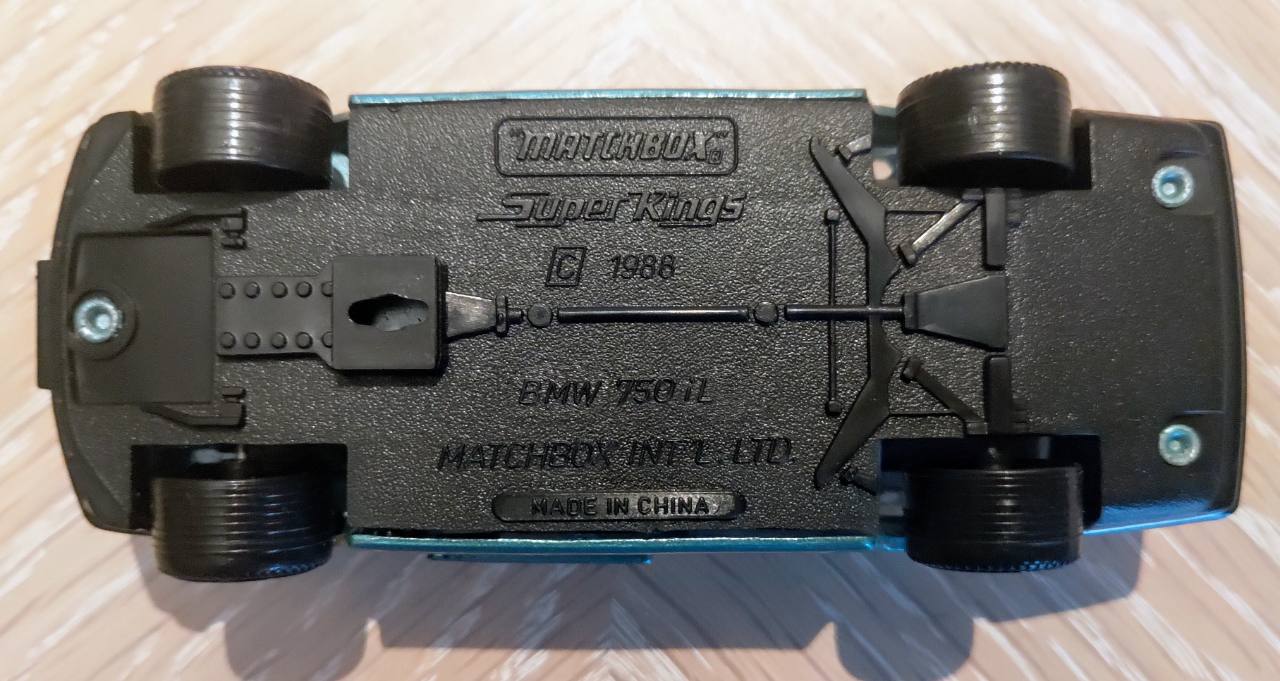 "MATCHBOX"®
Super Kings
C 1988
BMW 750 iL
MATCHBOX INT'L. LTD.
MADE IN CHINA